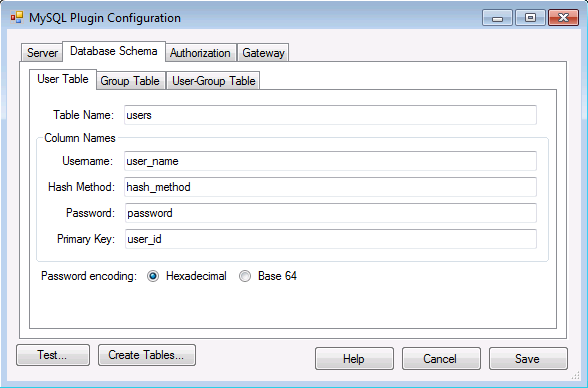 MySQL Plugin Configuration
Server Database Schema Authorization Gateway
User Table Group Table User-Group Table
Table Name: users
Column Names
Username: user_name
Hash Method: hash_method
Password: password
Primary Key: user_id
Password encoding: Hexadecimal Base 64
Test... Create Tables... Help Cancel Save